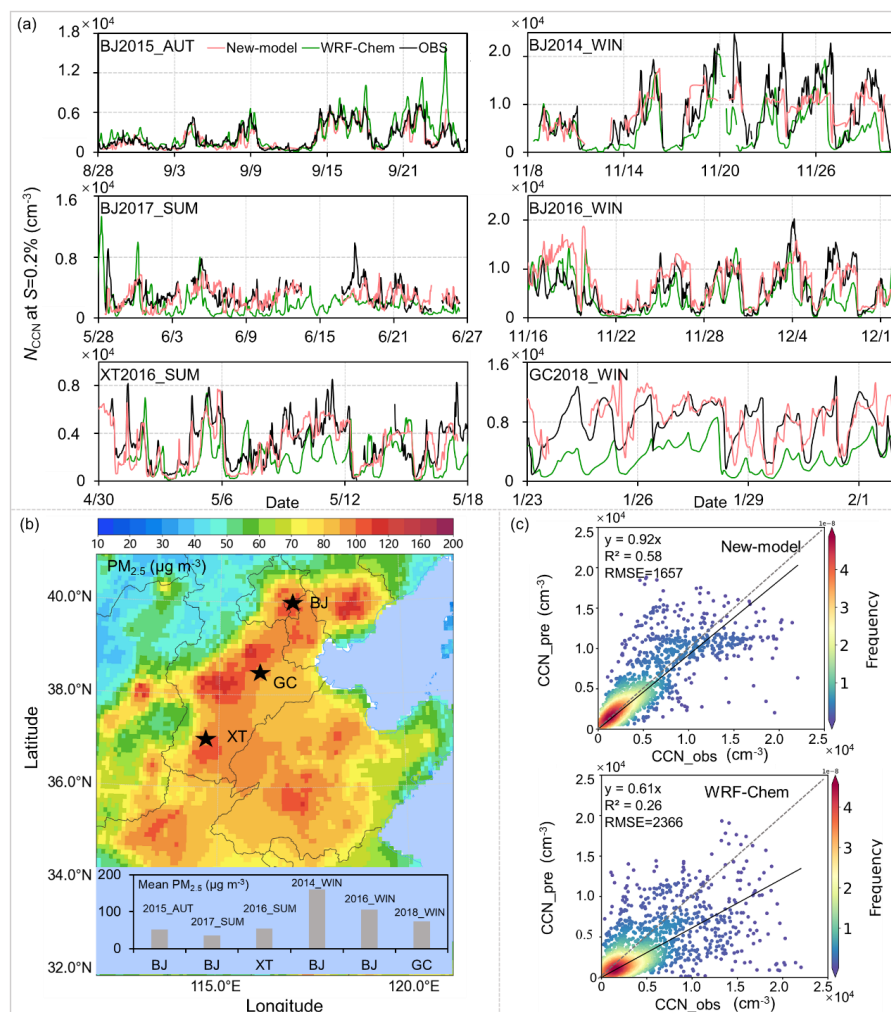 (a)
×10⁴
1.8
1.2
0.6
0
BJ2015_AUT
New-model
WRF-Chem
OBS
8/28 9/3 9/9 9/15 9/21
×10⁴
2.0
1.0
0
BJ2014_WIN
11/8 11/14 11/20 11/26
N_CCN at S=0.2% (cm⁻³)
×10⁴
1.6
0.8
0
BJ2017_SUM
5/28 6/3 6/9 6/15 6/21 6/27
×10⁴
2.0
1.0
0
BJ2016_WIN
11/16 11/22 11/28 12/4 12/1
×10⁴
0.8
0.4
0
XT2016_SUM
4/30 5/6 5/12 5/18
Date
×10⁴
1.6
0.8
0
GC2018_WIN
1/23 1/26 1/29 2/1
Date
(b)
10 20 30 40 50 60 70 80 100 120 160 200
PM₂.₅ (μg m⁻³)
40.0°N
38.0°N
36.0°N
34.0°N
32.0°N
Latitude
BJ
GC
XT
200
100
0
Mean PM₂.₅ (μg m⁻³)
2015_AUT
2017_SUM
2016_SUM
2014_WIN
2016_WIN
2018_WIN
BJ BJ XT BJ BJ GC
115.0°E 120.0°E
Longitude
(c)
×10⁴
2.5
2.0
1.5
1.0
0.5
0
CCN_pre (cm⁻³)
y = 0.92x
R² = 0.58
RMSE=1657
New-model
1e-8
4
3
2
1
Frequency
0 0.5 1.0 1.5 2.0 2.5
×10⁴
CCN_obs (cm⁻³)
×10⁴
2.5
2.0
1.5
1.0
0.5
0
CCN_pre (cm⁻³)
y = 0.61x
R² = 0.26
RMSE=2366
WRF-Chem
1e-8
4
3
2
1
Frequency
0 0.5 1.0 1.5 2.0 2.5
×10⁴
CCN_obs (cm⁻³)